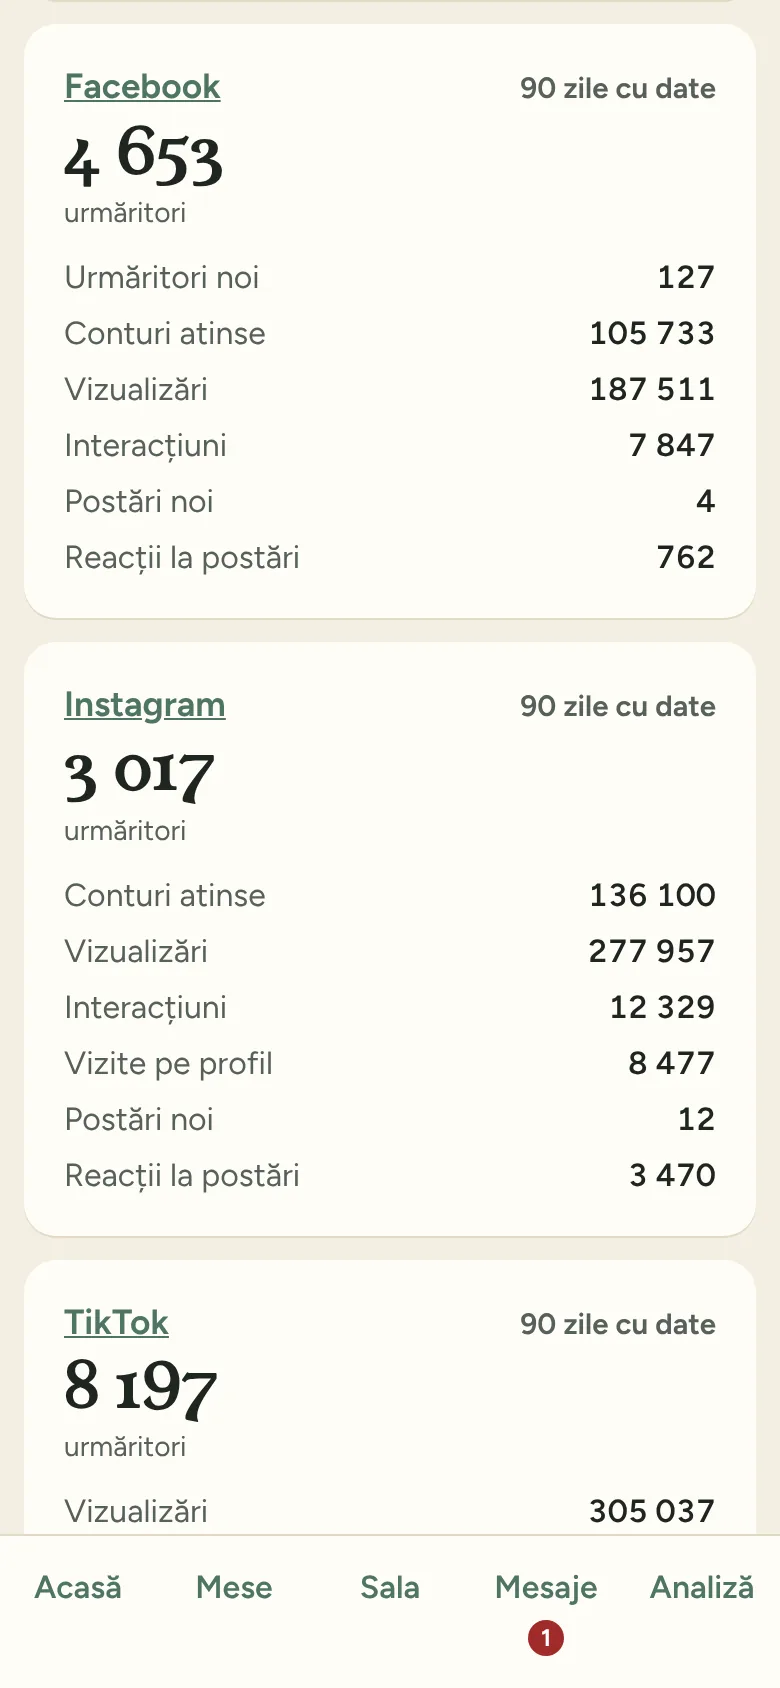 Facebook 90 zile cu date
4 653
urmăritori
Urmăritori noi 127
Conturi atinse 105 733
Vizualizări 187 511
Interacțiuni 7 847
Postări noi 4
Reacții la postări 762
Instagram 90 zile cu date
3 017
urmăritori
Conturi atinse 136 100
Vizualizări 277 957
Interacțiuni 12 329
Vizite pe profil 8 477
Postări noi 12
Reacții la postări 3 470
TikTok 90 zile cu date
8 197
urmăritori
Vizualizări 305 037
Acasă Mese Sala Mesaje Analiză
1